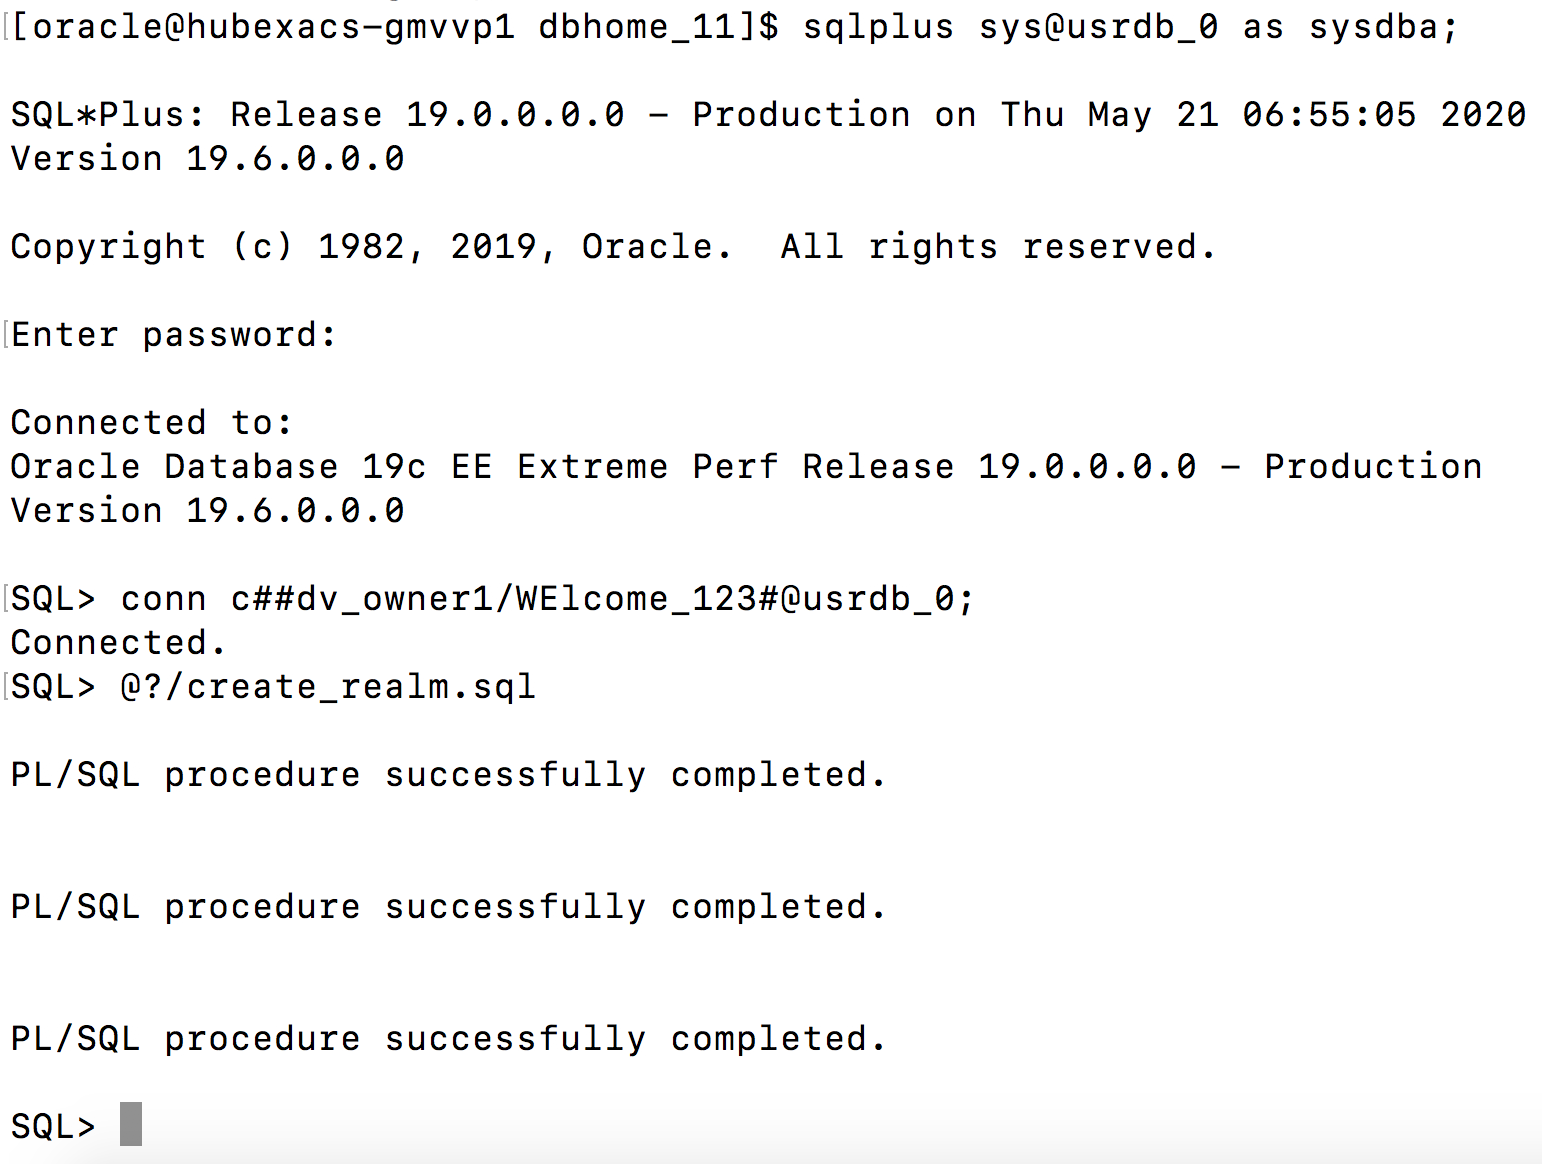 [oracle@hubexacs-gmvvp1 dbhome_11]$ sqlplus sys@usrdb_0 as sysdba;
SQL*Plus: Release 19.0.0.0.0 – Production on Thu May 21 06:55:05 2020
Version 19.6.0.0.0
Copyright (c) 1982, 2019, Oracle.  All rights reserved.
Enter password:
Connected to:
Oracle Database 19c EE Extreme Perf Release 19.0.0.0.0 – Production
Version 19.6.0.0.0
SQL> conn c##dv_owner1/WElcome_123#@usrdb_0;
Connected.
SQL> @?/create_realm.sql
PL/SQL procedure successfully completed.
PL/SQL procedure successfully completed.
PL/SQL procedure successfully completed.
SQL>